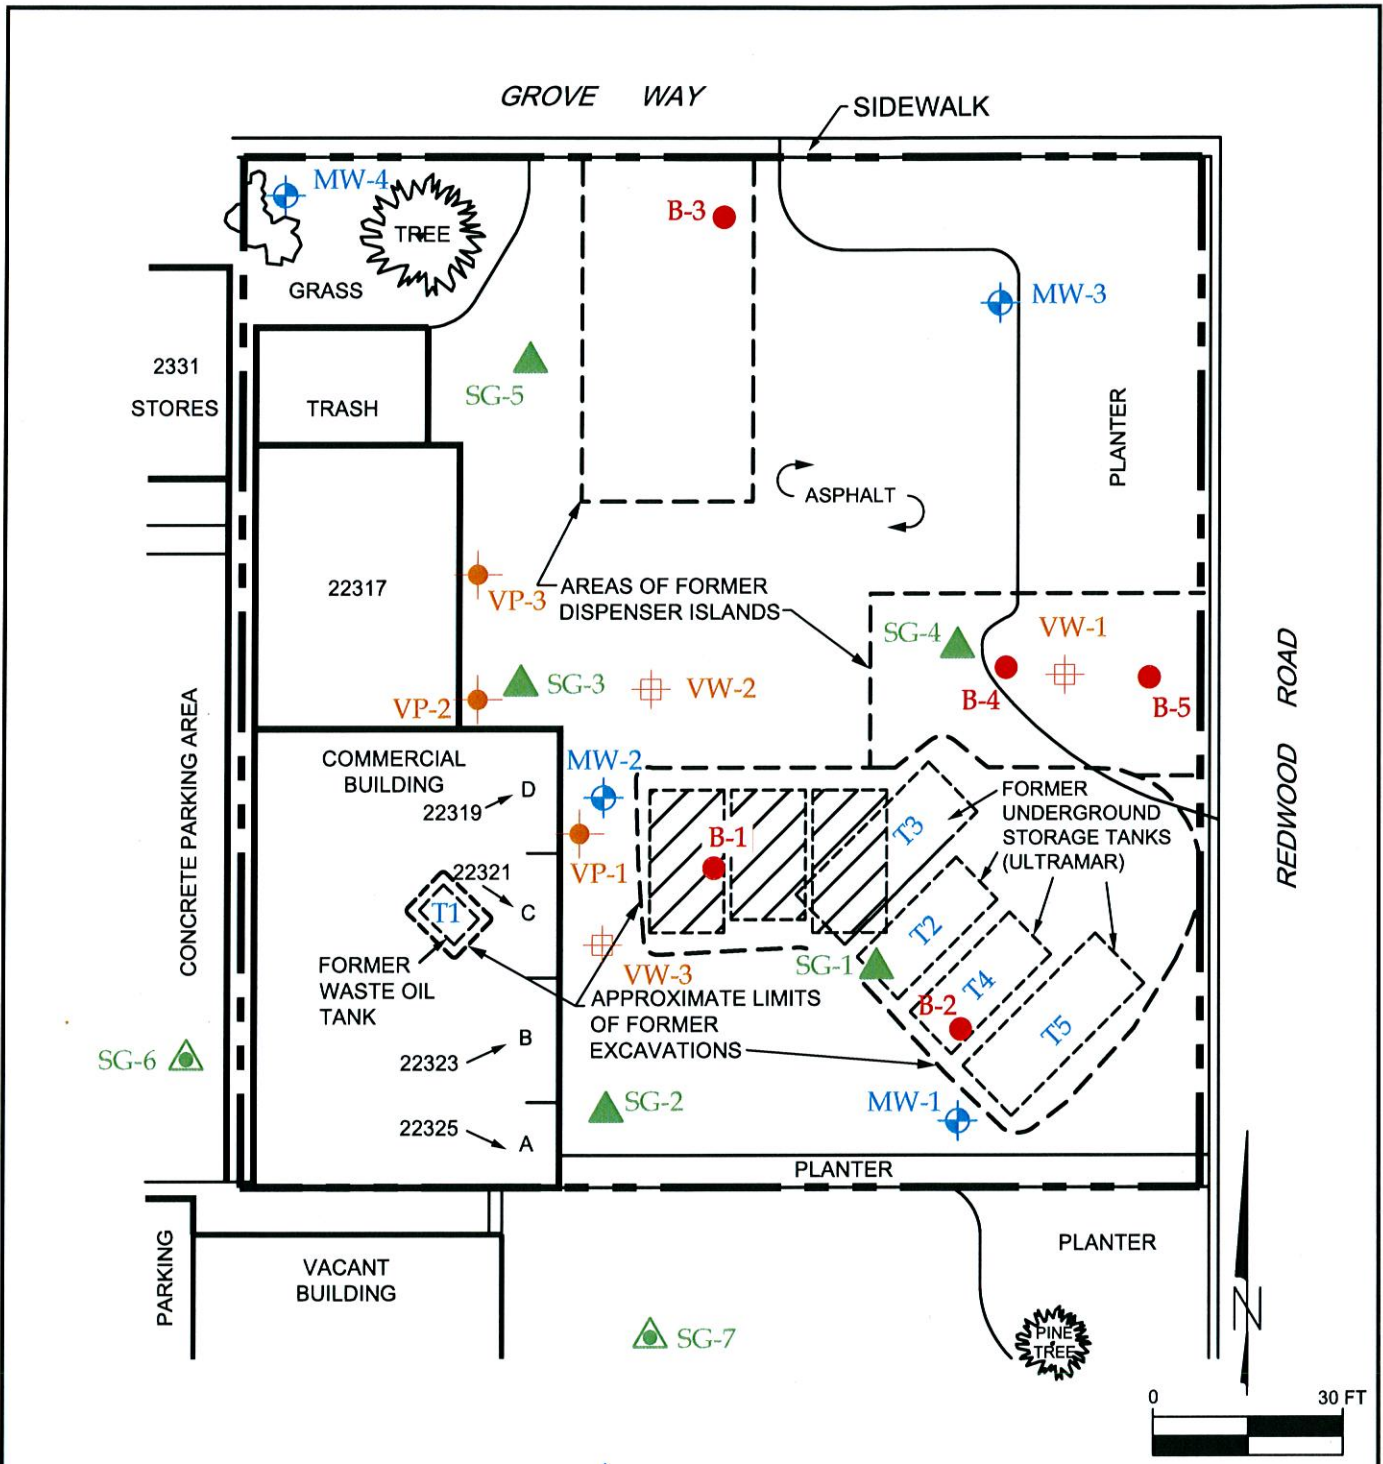 GROVE WAY
SIDEWALK
MW-4
TREE
GRASS
B-3
MW-3
2331
STORES
TRASH
SG-5
PLANTER
ASPHALT
22317
VP-3
AREAS OF FORMER
DISPENSER ISLANDS
SG-4
VW-1
B-4
B-5
SG-3
VW-2
VP-2
REDWOOD ROAD
CONCRETE PARKING AREA
COMMERCIAL
BUILDING
22319
D
MW-2
VP-1
B-1
T3
FORMER
UNDERGROUND
STORAGE TANKS
(ULTRAMAR)
22321
C
T1
T2
FORMER
WASTE OIL
TANK
VW-3
SG-1
T4
B-2
T5
APPROXIMATE LIMITS
OF FORMER
EXCAVATIONS
SG-6
22323
B
SG-2
MW-1
22325
A
PLANTER
PARKING
VACANT
BUILDING
PLANTER
SG-7
PINE
TREE
N
0 30 FT